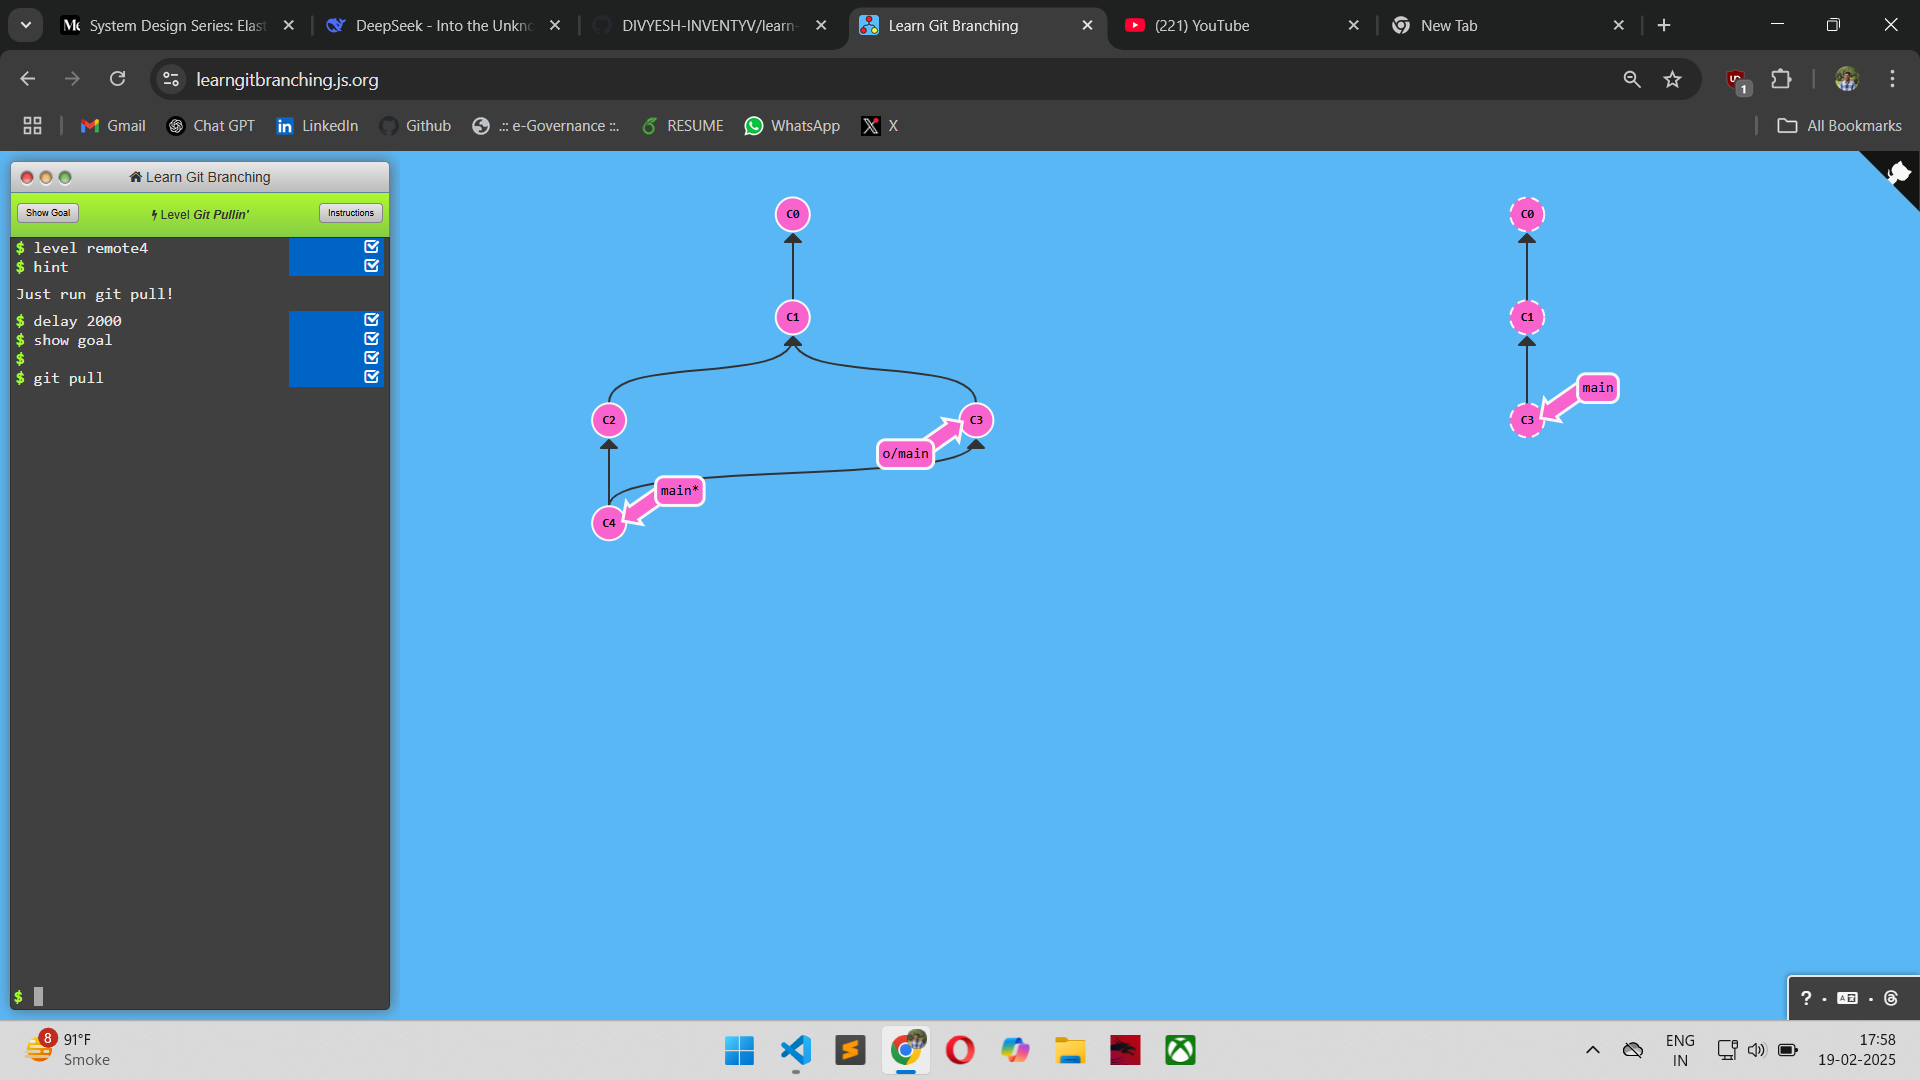 System Design Series: Elast
DeepSeek - Into the Unkno
DIVYESH-INVENTYV/learn-
Learn Git Branching
(221) YouTube
New Tab
learngitbranching.js.org
1
Gmail
Chat GPT
LinkedIn
Github
.:: e-Governance ::.
RESUME
WhatsApp
X
All Bookmarks
Learn Git Branching
Show Goal
Level Git Pullin'
Instructions
$ level remote4
$ hint
Just run git pull!
$ delay 2000
$ show goal
$
$ git pull
$
C0
C1
C2
C3
o/main
main*
C4
C0
C1
main
C3
?
8
91°F
Smoke
ENG
IN
17:58
19-02-2025